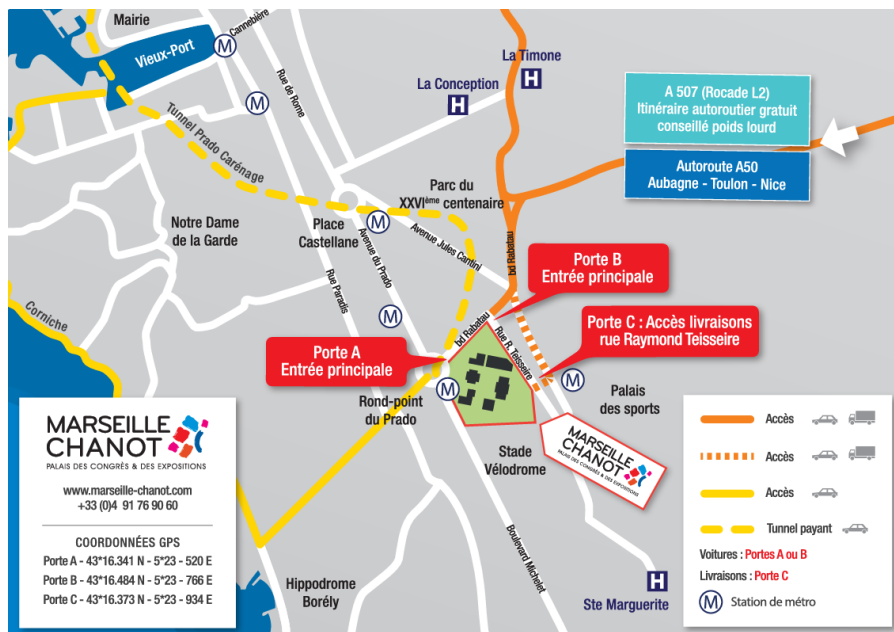 Mairie
Cannebière
Vieux-Port
M
Rue de Rome
La Timone
H
La Conception
H
M
A 507 (Rocade L2)
Itinéraire autoroutier gratuit
conseillé poids lourd
Autoroute A50
Aubagne - Toulon - Nice
Tunnel Prado Carénage
Parc du
XXVIème centenaire
Notre Dame
de la Garde
Place
Castellane
M
Avenue du Prado
Avenue Jules Cantini
bd Rabatau
Rue Paradis
Porte B
Entrée principale
Corniche
M
bd Rabatau
Rue R. Teisseire
Porte C : Accès livraisons
rue Raymond Teisseire
Porte A
Entrée principale
M
M
Rond-point
du Prado
Palais
des sports
Stade
Vélodrome
MARSEILLE
CHANOT
PALAIS DES CONGRÈS & DES EXPOSITIONS
Boulevard Michelet
Hippodrome
Borély
H
Ste Marguerite
MARSEILLE
CHANOT
PALAIS DES CONGRÈS & DES EXPOSITIONS
www.marseille-chanot.com
+33 (0)4 91 76 90 60
COORDONNÉES GPS
Porte A - 43*16.341 N - 5*23 - 520 E
Porte B - 43*16.484 N - 5*23 - 766 E
Porte C - 43*16.373 N - 5*23 - 934 E
Accès
Accès
Accès
Tunnel payant
Voitures : Portes A ou B
Livraisons : Porte C
M Station de métro